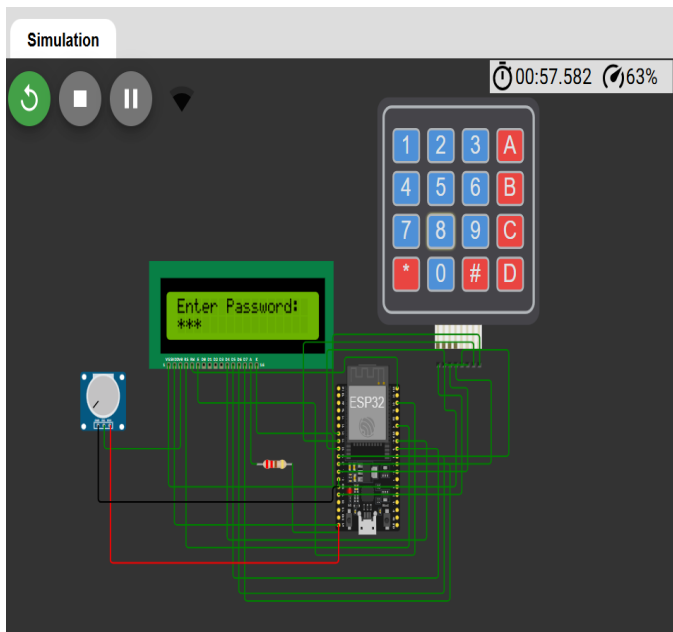 Simulation
00:57.582 63%
1 2 3 A
4 5 6 B
7 8 9 C
* 0 # D
Enter Password:
***
ESP32